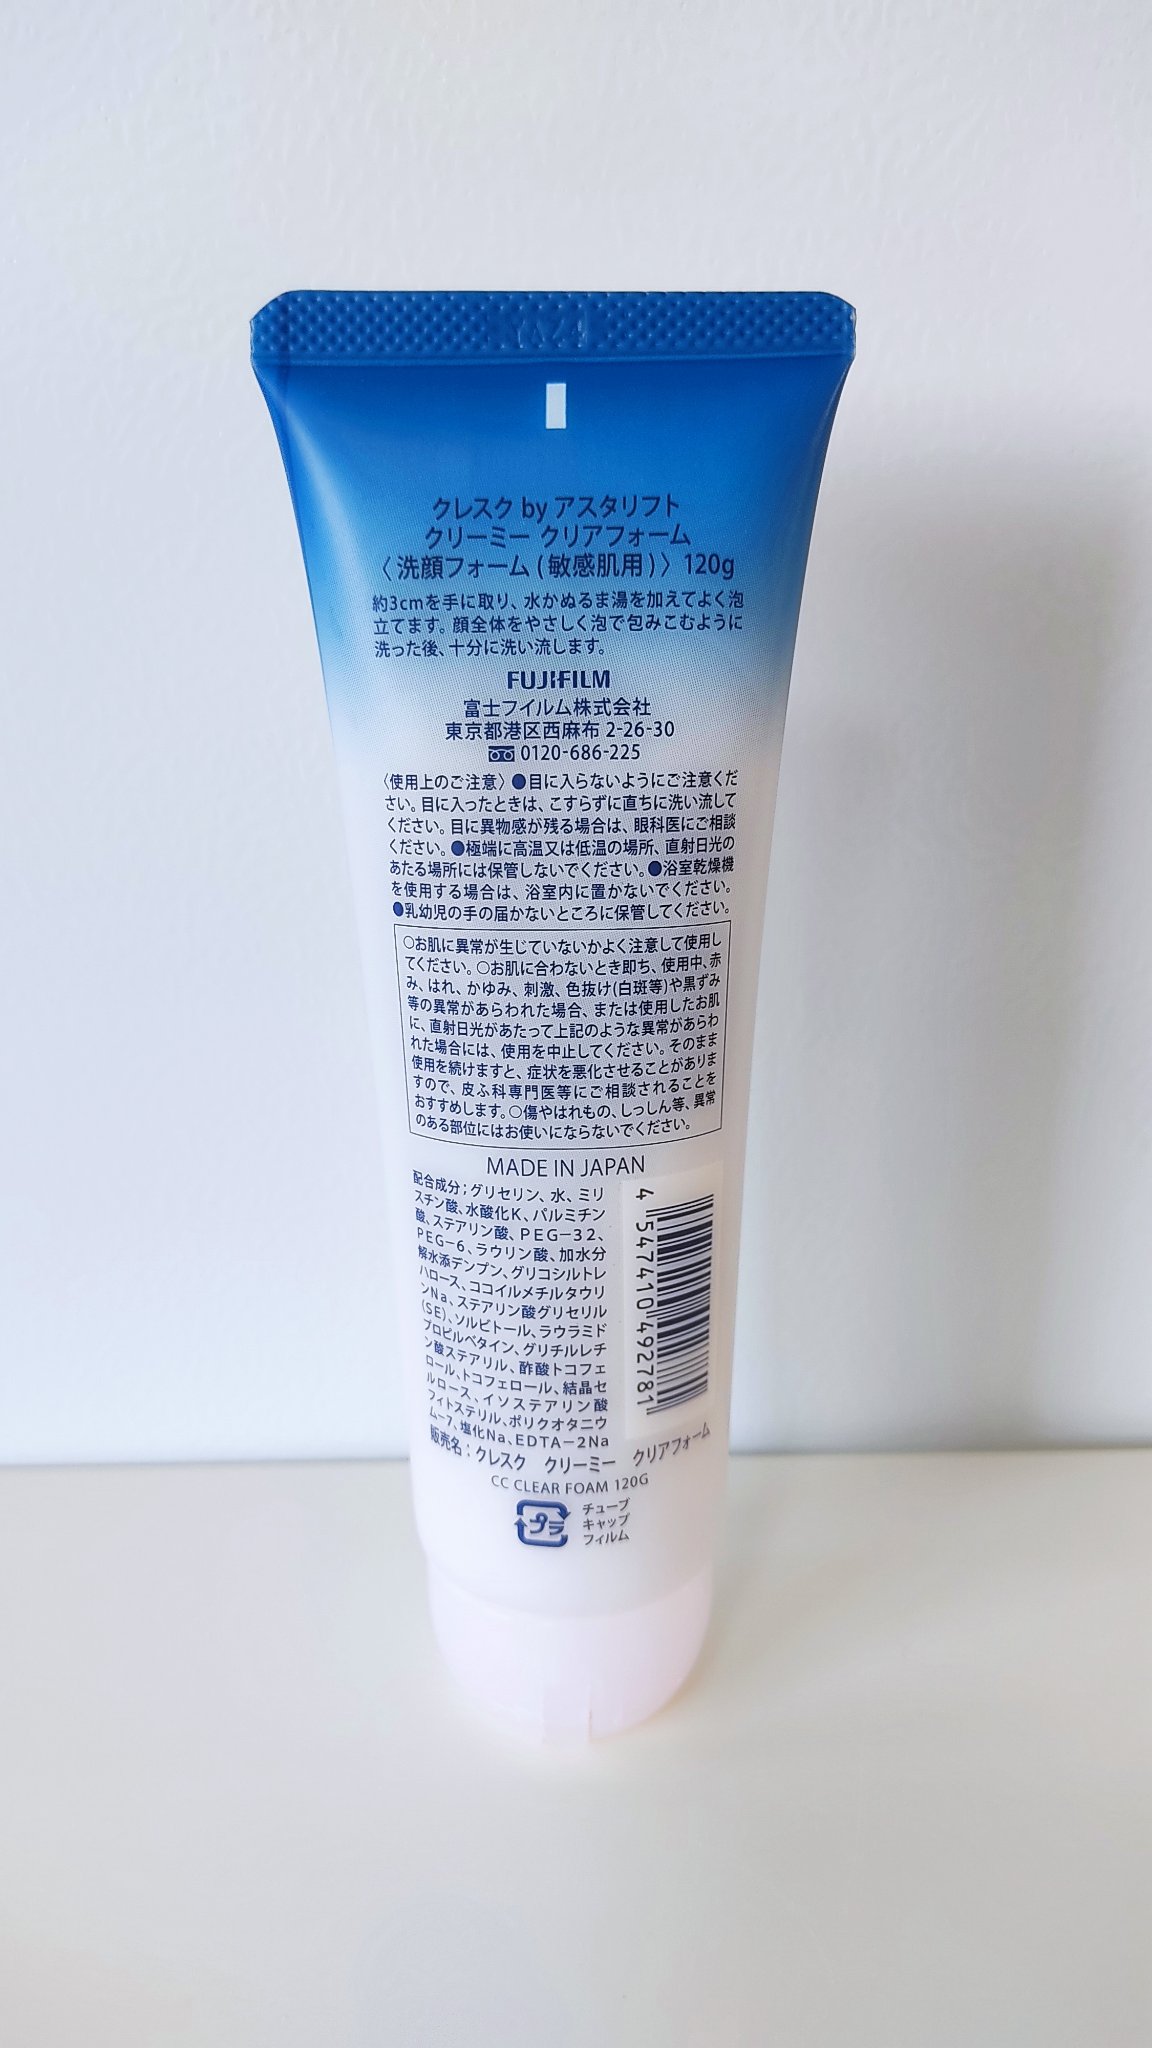 クレスク by アスタリフト
クリーミー クリアフォーム
〈洗顔フォーム(敏感肌用)〉120g
約3cmを手に取り、水かぬるま湯を加えてよく泡
立てます。顔全体をやさしく泡で包みこむように
洗った後、十分に洗い流します。
FUJIFILM
富士フイルム株式会社
東京都港区西麻布 2-26-30
0120-686-225
〈使用上のご注意〉●目に入らないようにご注意くだ
さい。目に入ったときは、こすらずに直ちに洗い流して
ください。目に異物感が残る場合は、眼科医にご相談
ください。●極端に高温又は低温の場所、直射日光の
あたる場所には保管しないでください。●浴室乾燥機
を使用する場合は、浴室内に置かないでください。
●乳幼児の手の届かないところに保管してください。
○お肌に異常が生じていないかよく注意して使用し
てください。○お肌に合わないとき即ち、使用中、赤
み、はれ、かゆみ、刺激、色抜け(白斑等)や黒ずみ
等の異常があらわれた場合、または使用したお肌
に、直射日光があたって上記のような異常があらわ
れた場合には、使用を中止してください。そのまま
使用を続けますと、症状を悪化させることがありま
すので、皮ふ科専門医等にご相談されることを
おすすめします。○傷やはれもの、しっしん等、異常
のある部位にはお使いにならないでください。
MADE IN JAPAN
配合成分;グリセリン、水、ミリ
スチン酸、水酸化K、パルミチン
酸、ステアリン酸、PEG−32、
PEG−6、ラウリン酸、加水分
解水添デンプン、グリコシルトレ
ハロース、ココイルメチルタウリ
ンNa、ステアリン酸グリセリル
(SE)、ソルビトール、ラウラミド
プロピルベタイン、グリチルレチ
ン酸ステアリル、酢酸トコフェ
ロール、トコフェロール、結晶セ
ルロース、イソステアリン酸
フィトステリル、ポリクオタニウ
ム−7、塩化Na、EDTA−2Na
4 547410 492781
販売名:クレスク クリーミー クリアフォーム
CC CLEAR FOAM 120G
プラ
チューブ
キャップ
フィルム